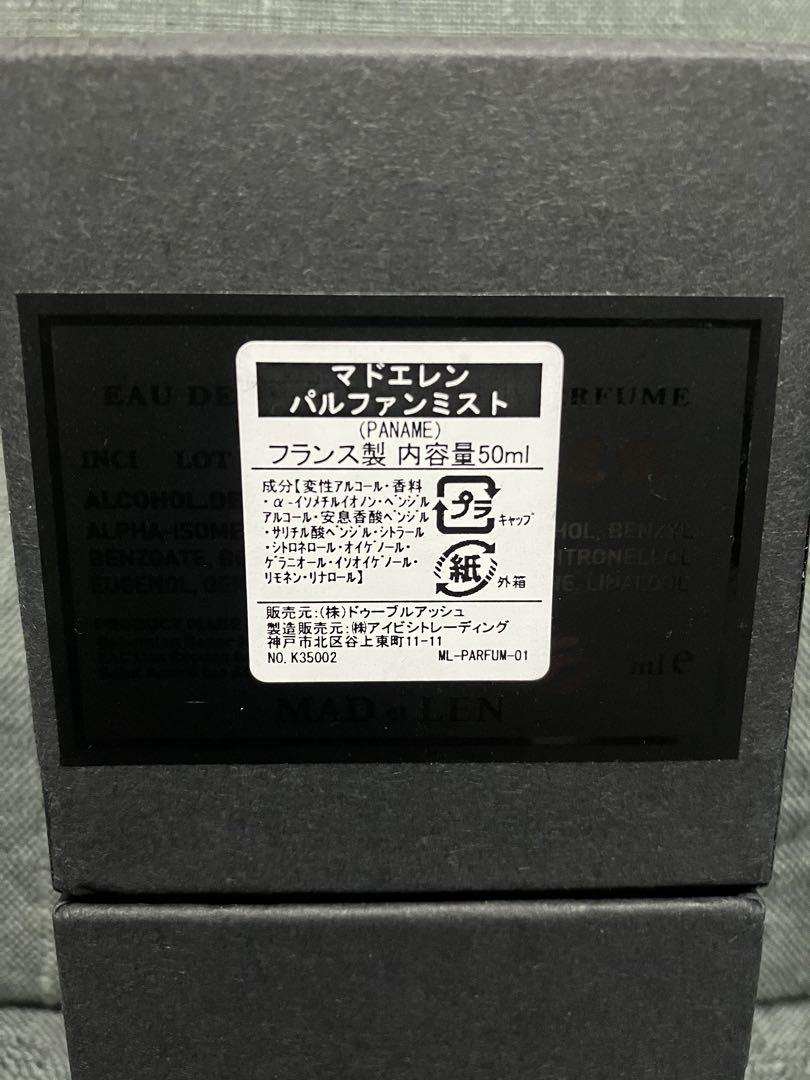 マドエレン
パルファンミスト
(PANAME)
フランス製 内容量50ml
成分【変性アルコール・香料
・α-イソメチルイオノン・ベンジル
アルコール・安息香酸ベンジル
・サリチル酸ベンジル・シトラール
・シトロネロール・オイゲノール・
ゲラニオール・イソオイゲノール・
リモネン・リナロール】
プラ
キャップ
紙
外箱
販売元:(株)ドゥーブルアッシュ
製造販売元:㈱アイビシトレーディング
神戸市北区谷上東町11-11
NO. K35002 ML-PARFUM-01
EAU DE
INCI LOT
BENZYL
BENZOATE,
EUGENOL, LINALOOL
ml e
MAD et LEN